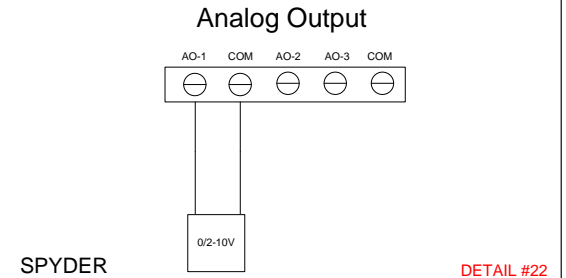 Analog Output
AO-1 COM AO-2 AO-3 COM
0/2-10V
SPYDER
DETAIL #22